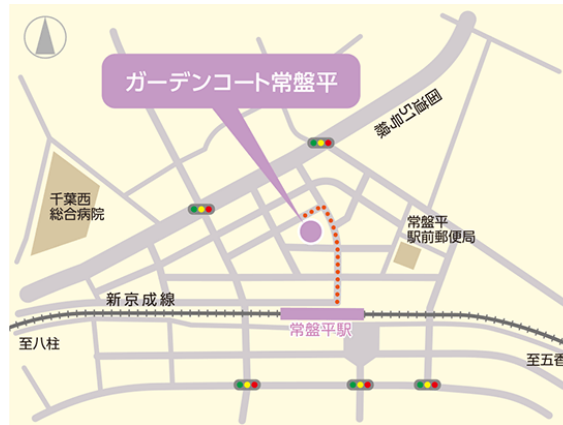 ガーデンコート常盤平
国道51号線
千葉西
総合病院
常盤平
駅前郵便局
新京成線
常盤平駅
至八柱
至五香